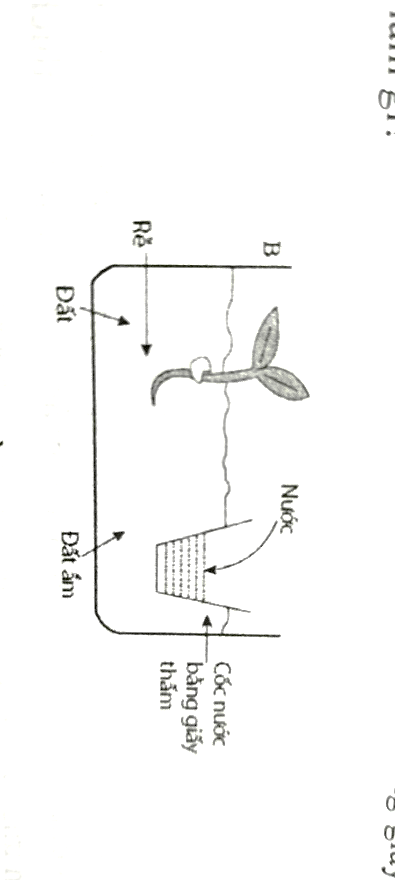 B
Rễ
Đất
Nước
Đất ẩm
Cốc nước
bằng giấy
thấm